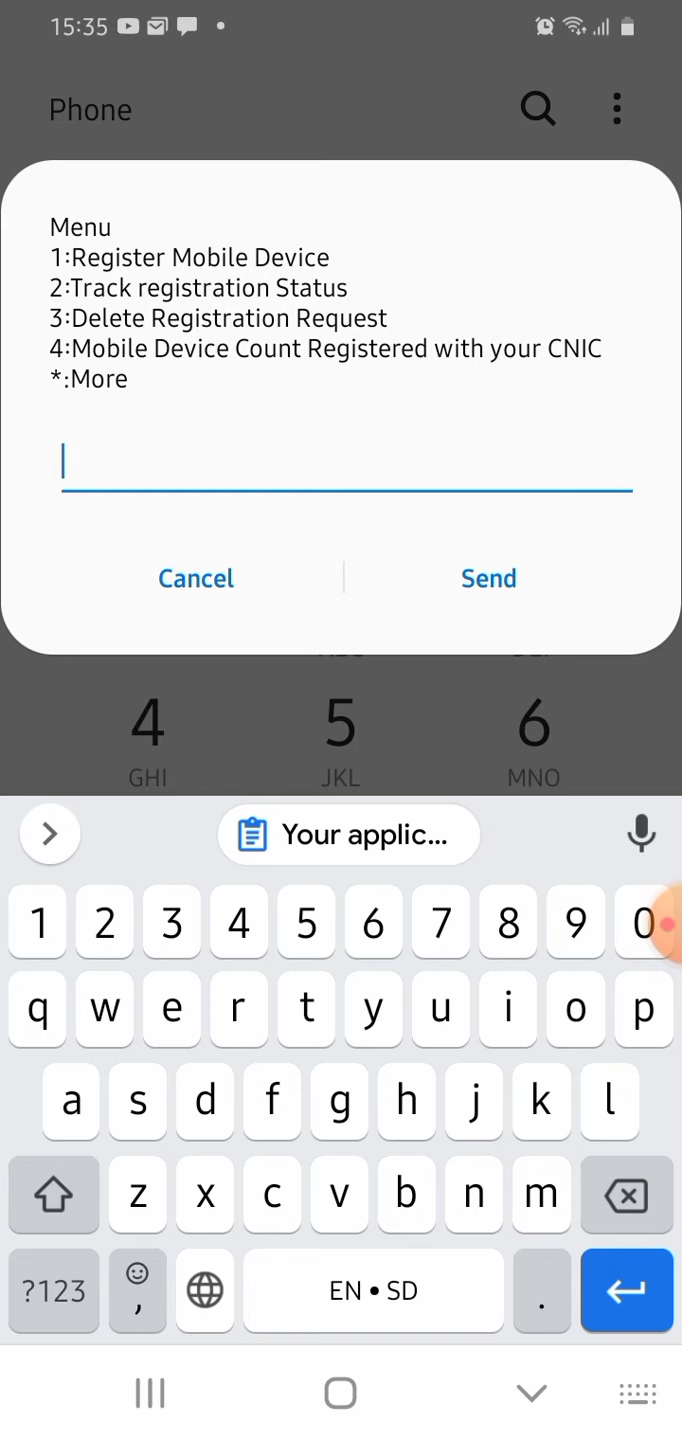 15:35
Phone
Menu
1:Register Mobile Device
2:Track registration Status
3:Delete Registration Request
4:Mobile Device Count Registered with your CNIC
*:More
Cancel
Send
4 5 6
GHI JKL MNO
Your applic...
1 2 3 4 5 6 7 8 9 0
q w e r t y u i o p
a s d f g h j k l
z x c v b n m
?123 , EN • SD .